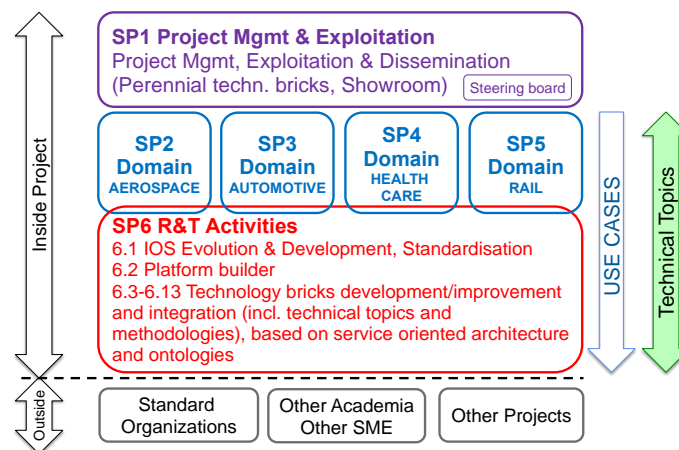 SP1 Project Mgmt & Exploitation
Project Mgmt, Exploitation & Dissemination
(Perennial techn. bricks, Showroom)
Steering board
SP2
Domain
AEROSPACE
SP3
Domain
AUTOMOTIVE
SP4
Domain
HEALTH
CARE
SP5
Domain
RAIL
SP6 R&T Activities
6.1 IOS Evolution & Development, Standardisation
6.2 Platform builder
6.3-6.13 Technology bricks development/improvement
and integration (incl. technical topics and
methodologies), based on service oriented architecture
and ontologies
Inside Project
USE CASES
Technical Topics
Outside
Standard
Organizations
Other Academia
Other SME
Other Projects